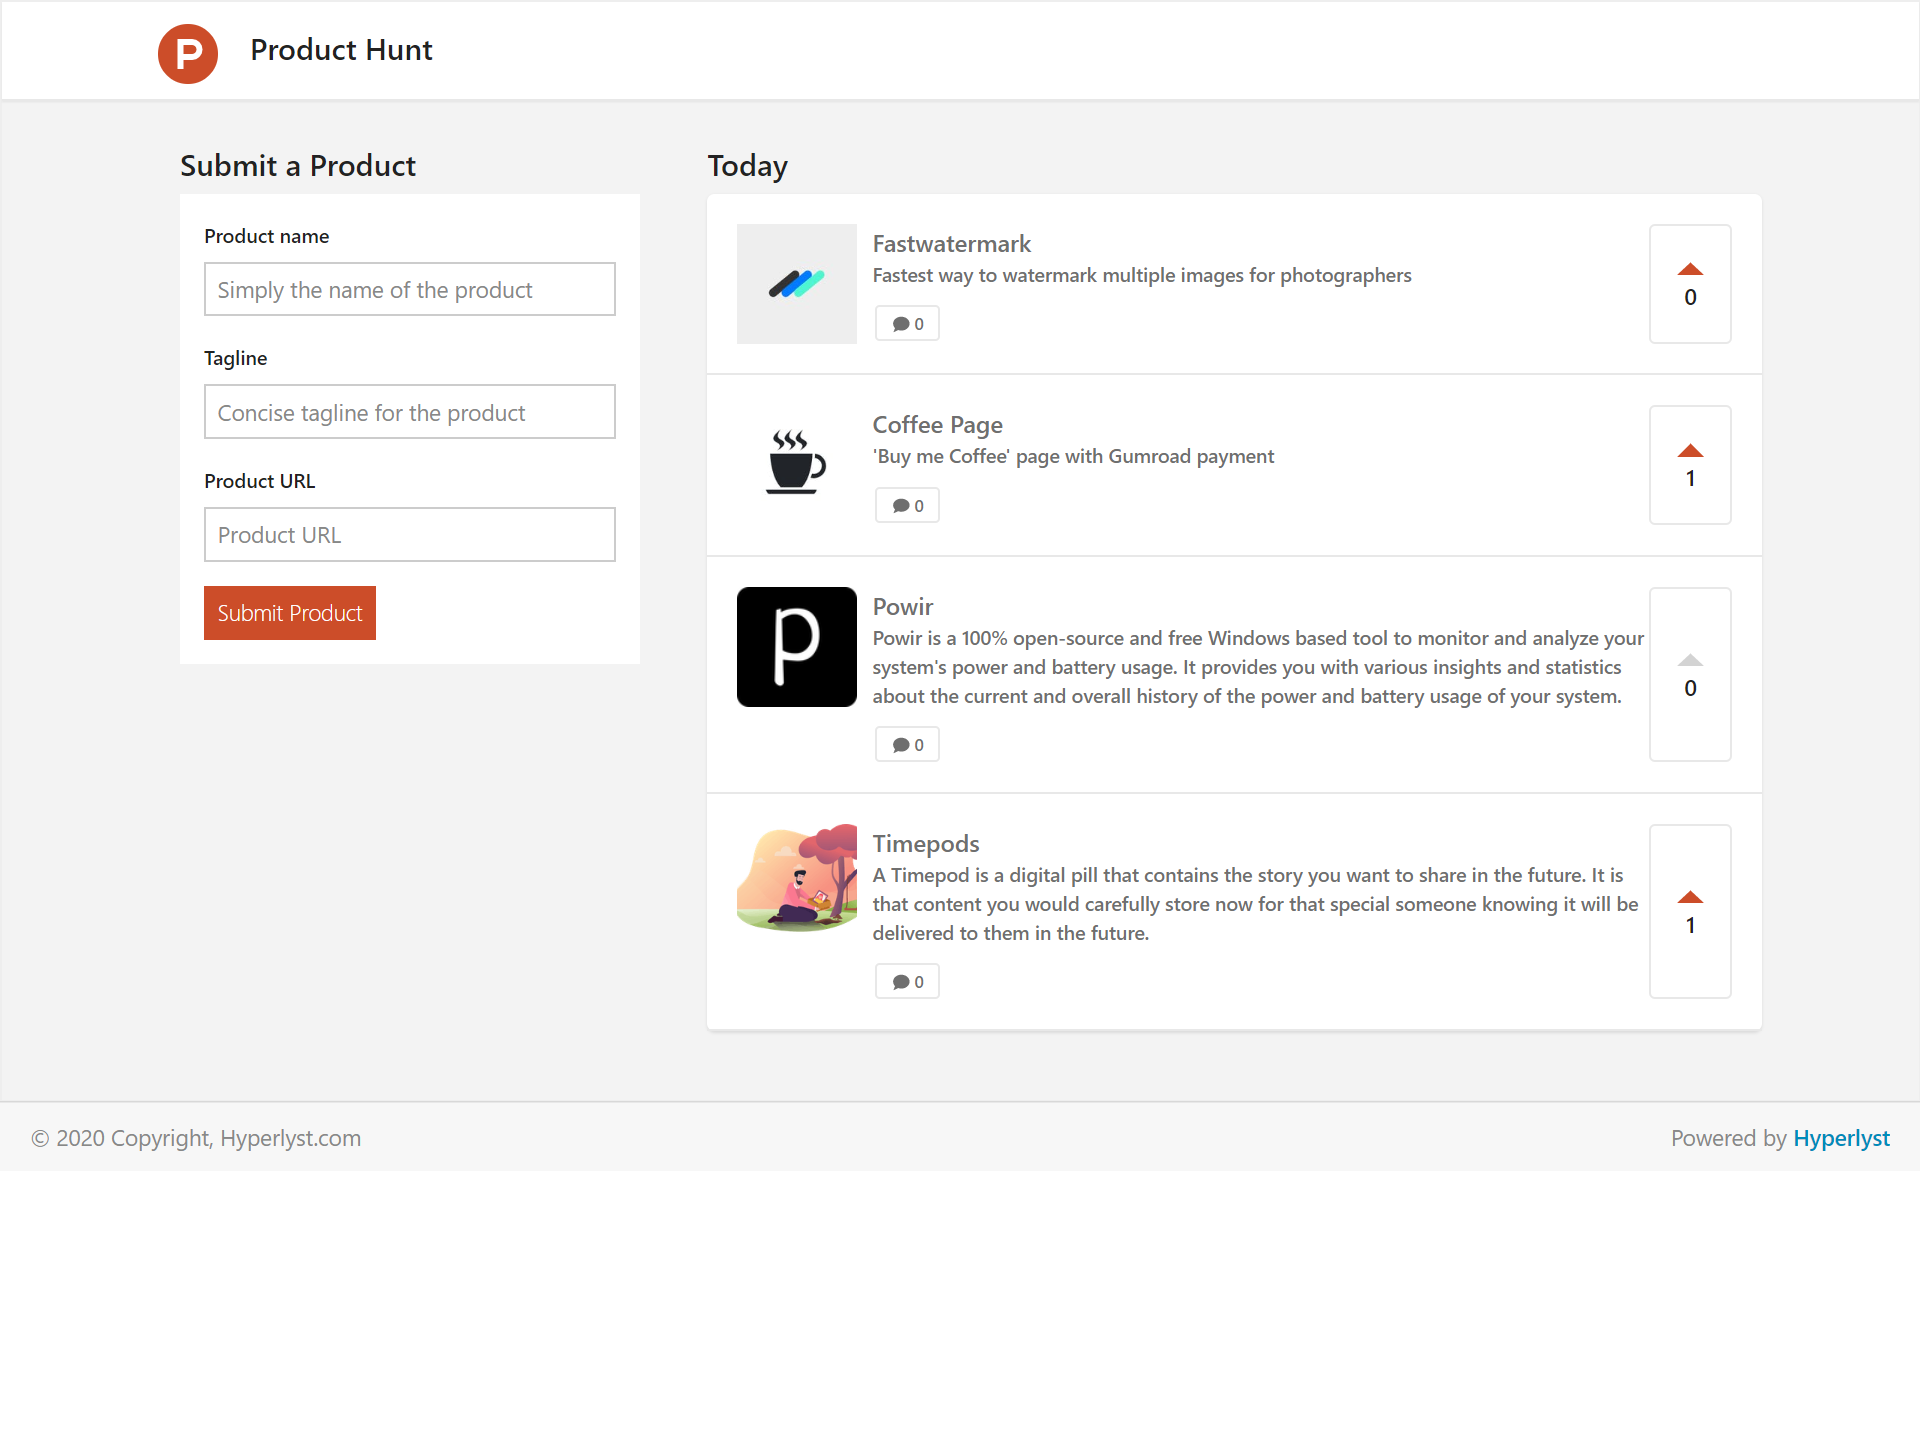 P
Product Hunt
Submit a Product
Product name
Simply the name of the product
Tagline
Concise tagline for the product
Product URL
Product URL
Submit Product
Today
Fastwatermark
Fastest way to watermark multiple images for photographers
0
0
Coffee Page
'Buy me Coffee' page with Gumroad payment
0
1
p
Powir
Powir is a 100% open-source and free Windows based tool to monitor and analyze your
system's power and battery usage. It provides you with various insights and statistics
about the current and overall history of the power and battery usage of your system.
0
0
Timepods
A Timepod is a digital pill that contains the story you want to share in the future. It is
that content you would carefully store now for that special someone knowing it will be
delivered to them in the future.
0
1
© 2020 Copyright, Hyperlyst.com
Powered by Hyperlyst